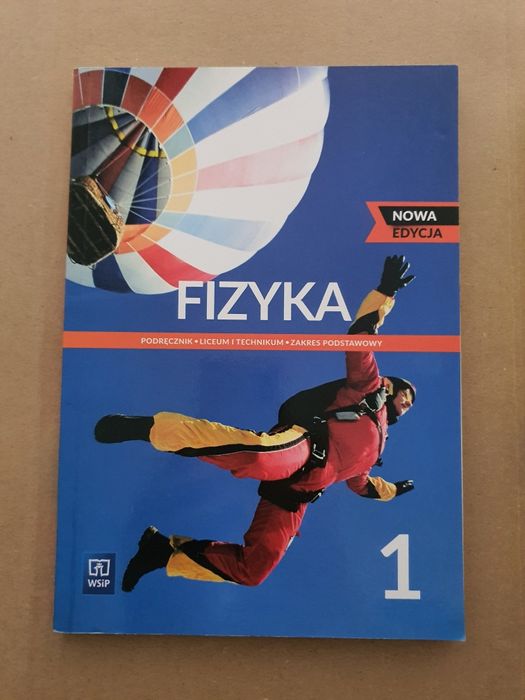 NOWA
EDYCJA
FIZYKA
PODRĘCZNIK • LICEUM I TECHNIKUM • ZAKRES PODSTAWOWY
WSiP
1